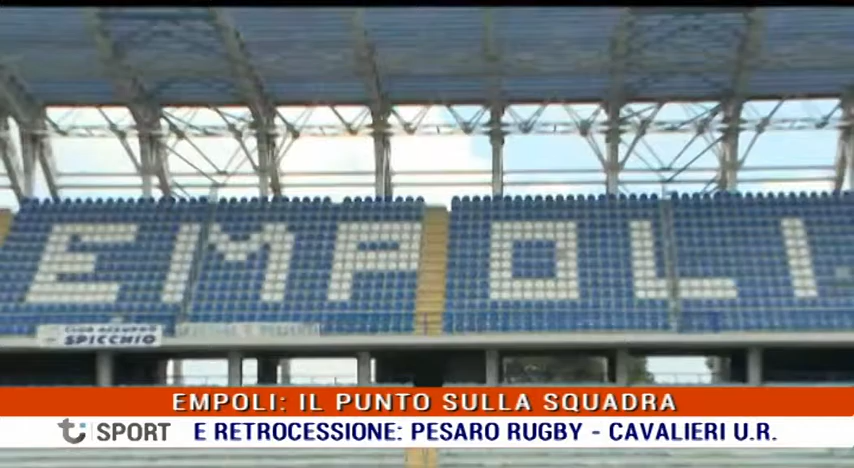 EMPOLI
CLUB AZZURRO
SPICCHIO
EMPOLI: IL PUNTO SULLA SQUADRA
SPORT E RETROCESSIONE: PESARO RUGBY - CAVALIERI U.R.